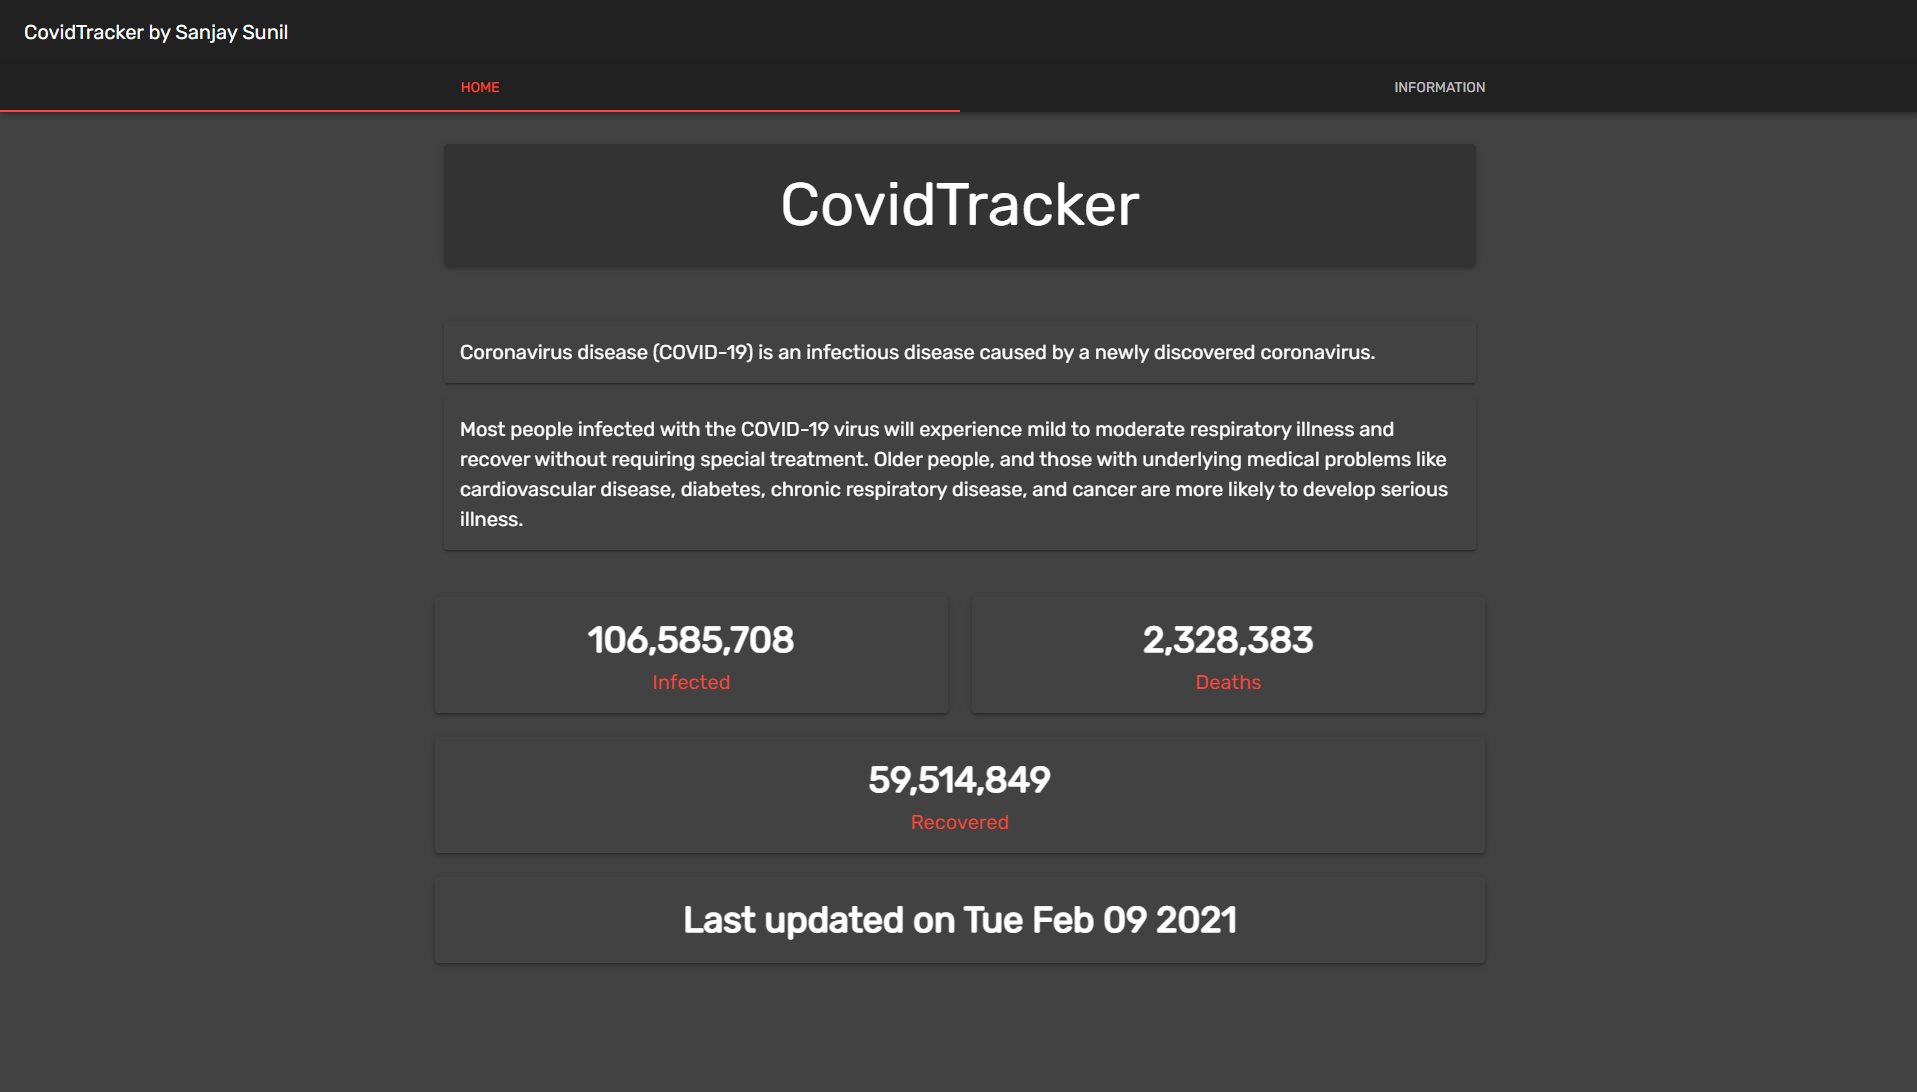 CovidTracker by Sanjay Sunil
HOME
INFORMATION
CovidTracker
Coronavirus disease (COVID-19) is an infectious disease caused by a newly discovered coronavirus.
Most people infected with the COVID-19 virus will experience mild to moderate respiratory illness and
recover without requiring special treatment. Older people, and those with underlying medical problems like
cardiovascular disease, diabetes, chronic respiratory disease, and cancer are more likely to develop serious
illness.
106,585,708
Infected
2,328,383
Deaths
59,514,849
Recovered
Last updated on Tue Feb 09 2021